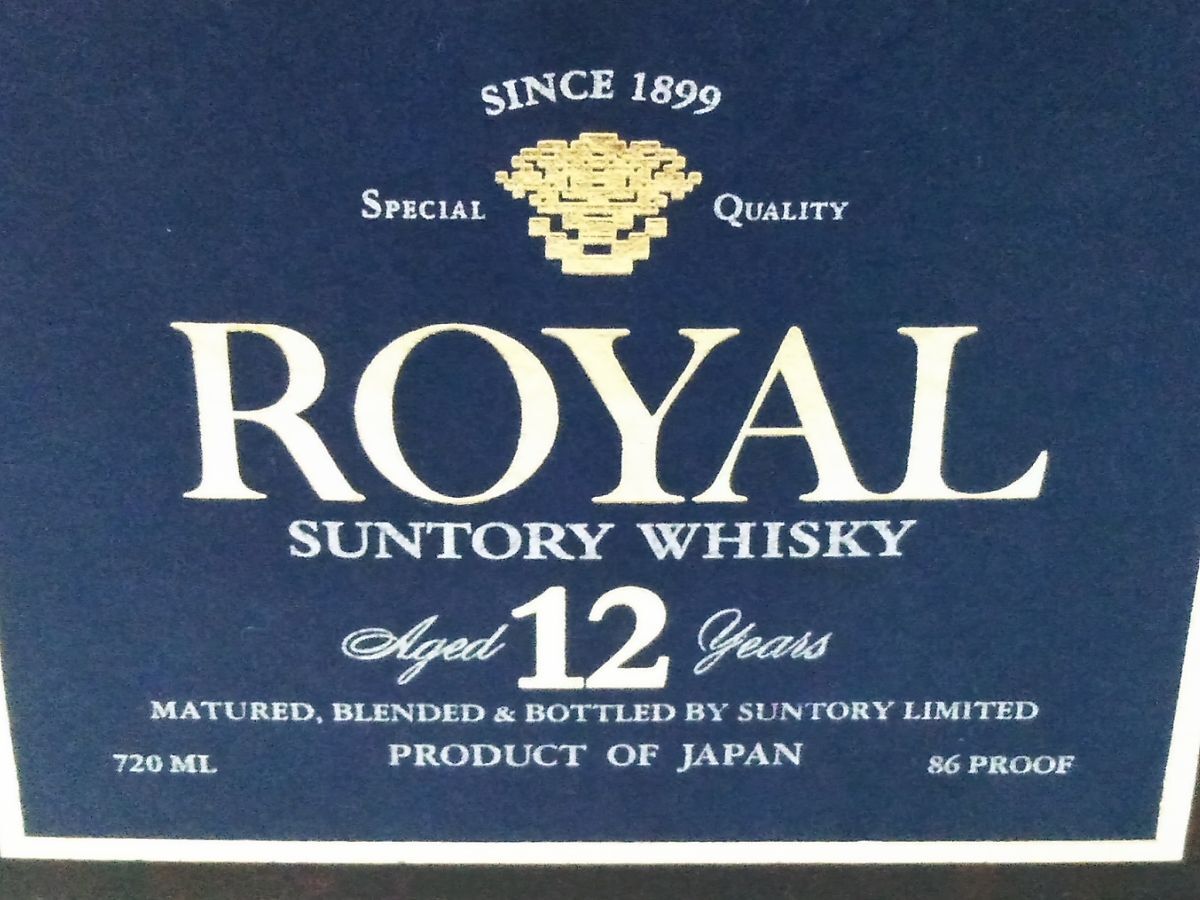 SINCE 1899
SPECIAL QUALITY
ROYAL
SUNTORY WHISKY
Aged 12 Years
MATURED, BLENDED & BOTTLED BY SUNTORY LIMITED
720 ML PRODUCT OF JAPAN 86 PROOF